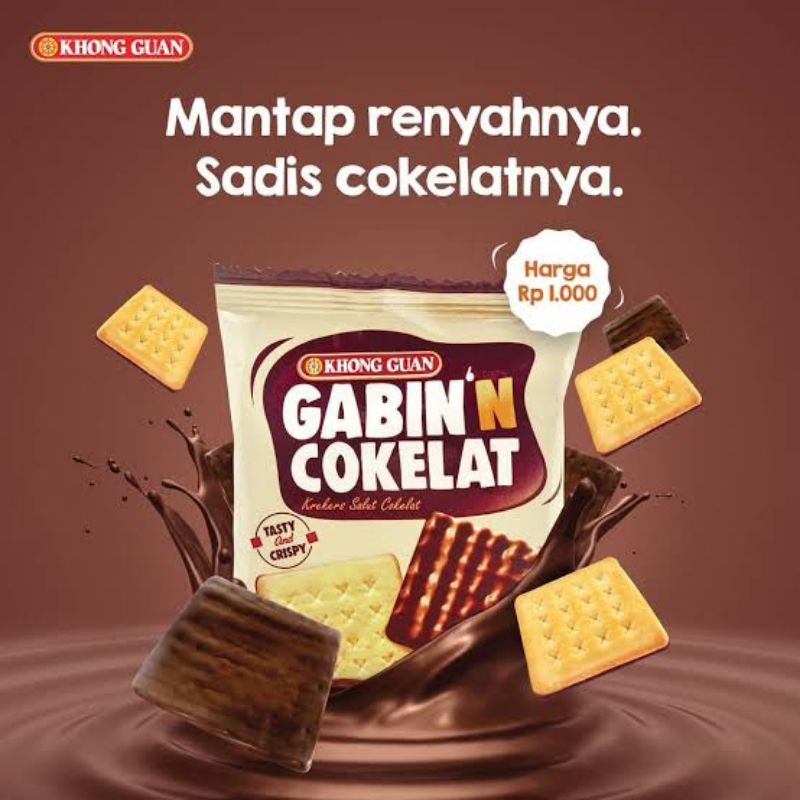 KHONG GUAN
Mantap renyahnya.
Sadis cokelatnya.
Harga
Rp 1.000
KHONG GUAN
GABIN'N
COKELAT
Krekers Salut Cokelat
TASTY
and
CRISPY